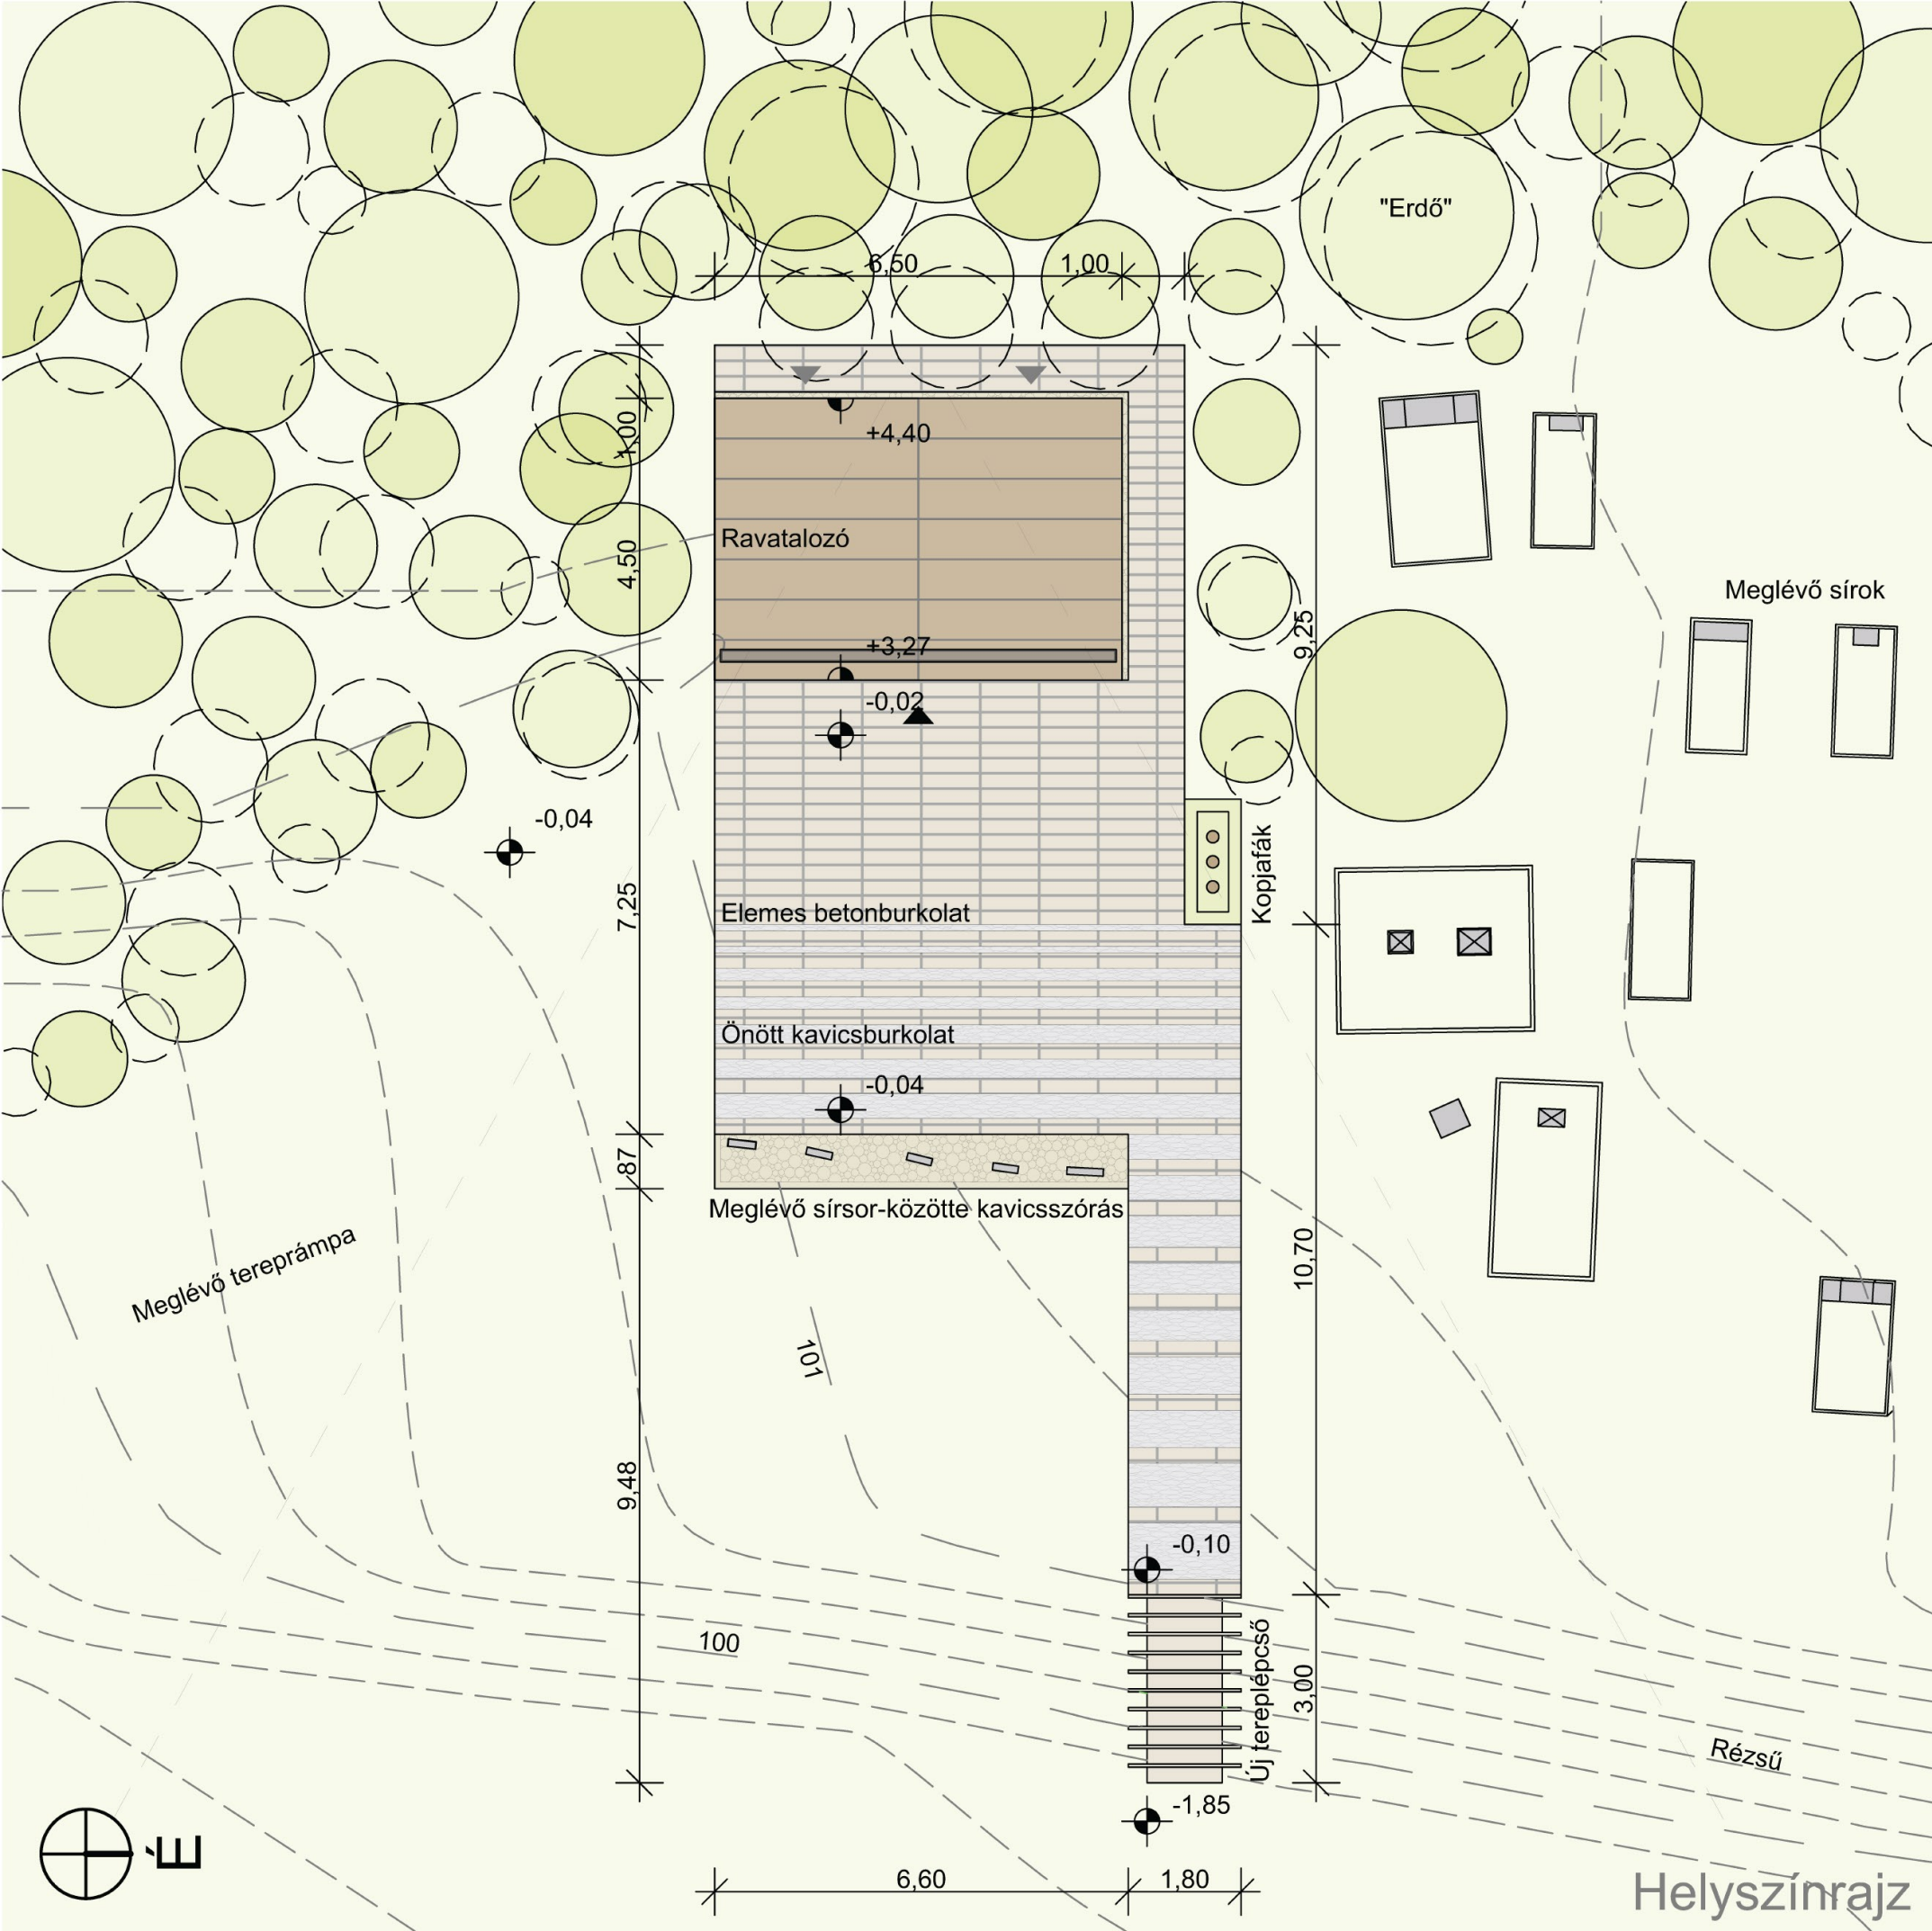 "Erdő"
6,50
1,00
1,00
+4,40
Ravatalozó
4,50
Meglévő sírok
9,25
+3,27
-0,02
-0,04
Kopjafák
7,25
Elemes betonburkolat
Önött kavicsburkolat
-0,04
,87
Meglévő sírsor-közötte kavicsszórás
Meglévő tereprámpa
10,70
101
9,48
-0,10
100
Új tereplépcső
3,00
Rézsű
-1,85
É
6,60
1,80
Helyszínrajz